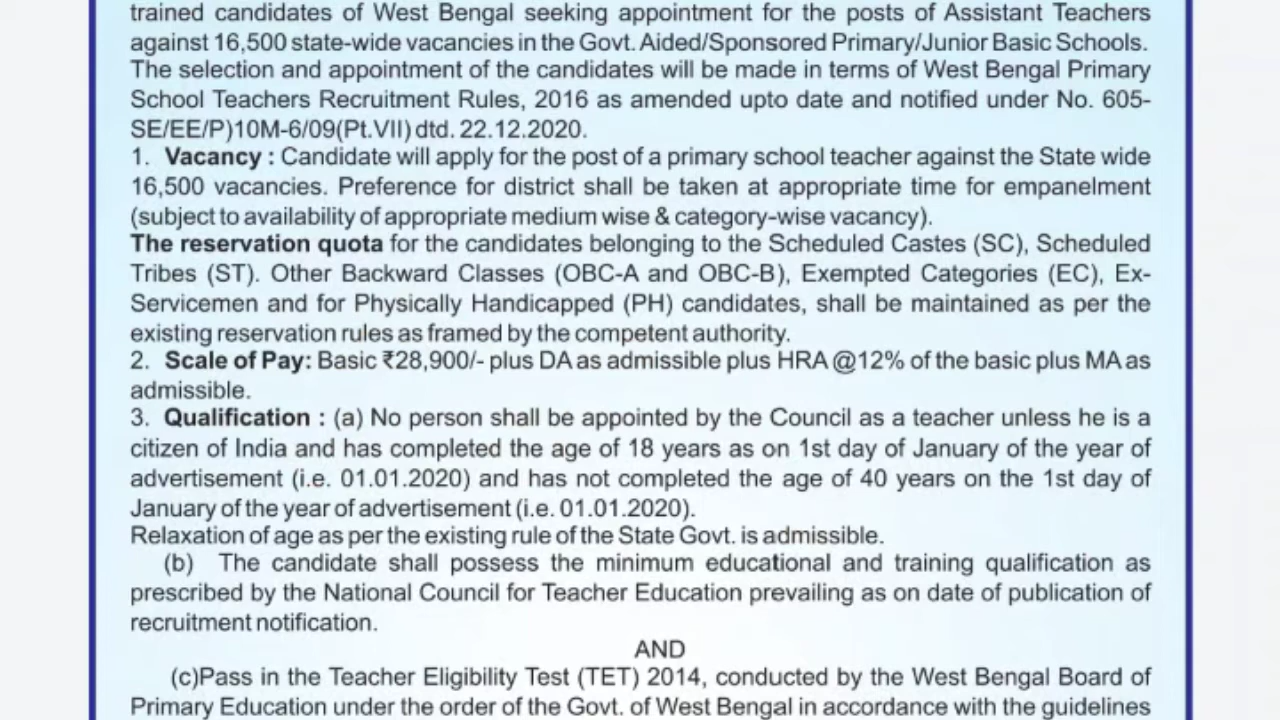 trained candidates of West Bengal seeking appointment for the posts of Assistant Teachers
against 16,500 state-wide vacancies in the Govt. Aided/Sponsored Primary/Junior Basic Schools.
The selection and appointment of the candidates will be made in terms of West Bengal Primary
School Teachers Recruitment Rules, 2016 as amended upto date and notified under No. 605-
SE/EE/P)10M-6/09(Pt.VII) dtd. 22.12.2020.
1. Vacancy : Candidate will apply for the post of a primary school teacher against the State wide
16,500 vacancies. Preference for district shall be taken at appropriate time for empanelment
(subject to availability of appropriate medium wise & category-wise vacancy).
The reservation quota for the candidates belonging to the Scheduled Castes (SC), Scheduled
Tribes (ST). Other Backward Classes (OBC-A and OBC-B), Exempted Categories (EC), Ex-
Servicemen and for Physically Handicapped (PH) candidates, shall be maintained as per the
existing reservation rules as framed by the competent authority.
2. Scale of Pay: Basic ₹28,900/- plus DA as admissible plus HRA @12% of the basic plus MA as
admissible.
3. Qualification : (a) No person shall be appointed by the Council as a teacher unless he is a
citizen of India and has completed the age of 18 years as on 1st day of January of the year of
advertisement (i.e. 01.01.2020) and has not completed the age of 40 years on the 1st day of
January of the year of advertisement (i.e. 01.01.2020).
Relaxation of age as per the existing rule of the State Govt. is admissible.
(b) The candidate shall possess the minimum educational and training qualification as
prescribed by the National Council for Teacher Education prevailing as on date of publication of
recruitment notification.
AND
(c)Pass in the Teacher Eligibility Test (TET) 2014, conducted by the West Bengal Board of
Primary Education under the order of the Govt. of West Bengal in accordance with the guidelines